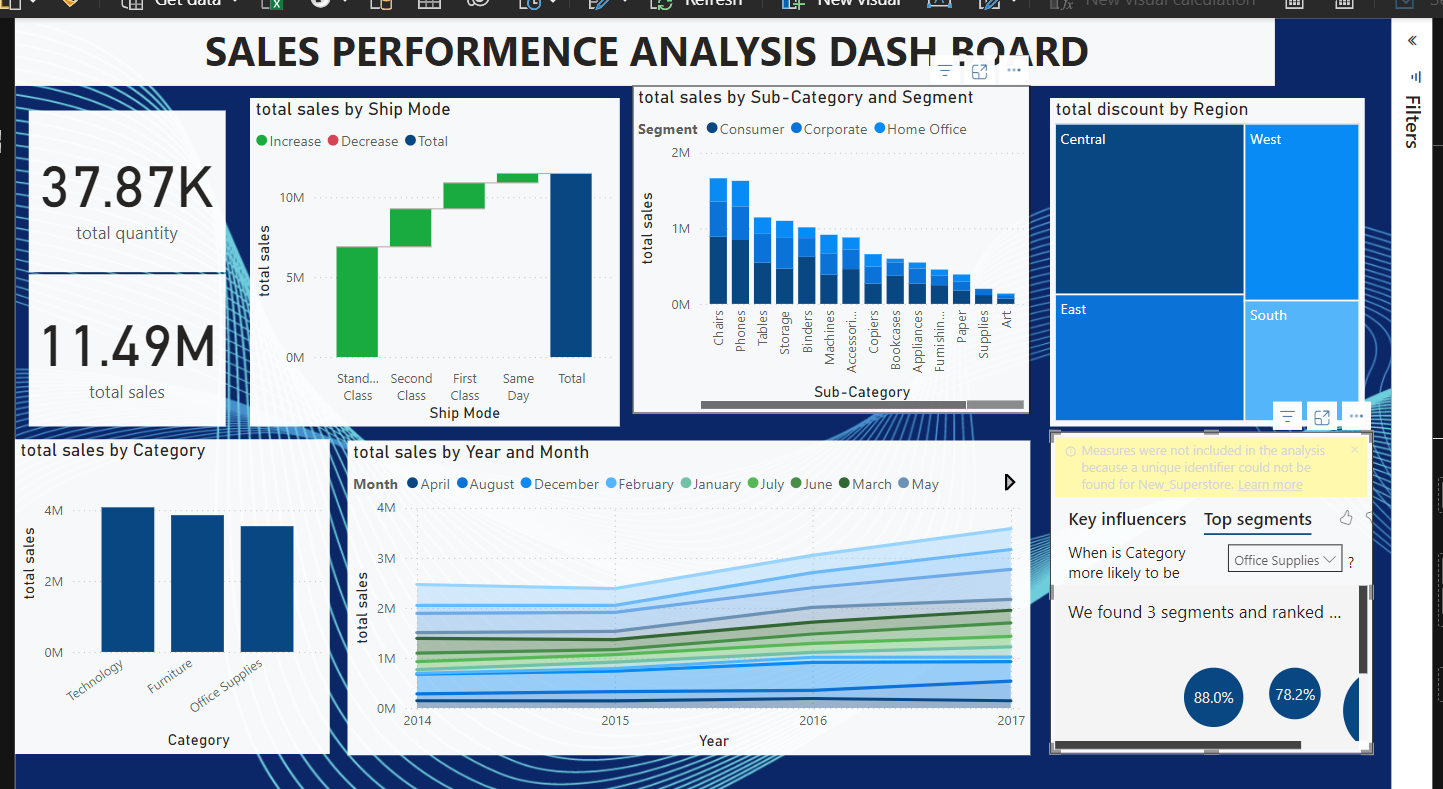 Get data
Refresh
New visual
New visual calculation
SALES PERFORMENCE ANALYSIS DASH BOARD
Filters
37.87K
total quantity
11.49M
total sales
total sales by Ship Mode
Increase Decrease Total
total sales
10M
5M
0M
Stand... Second First Same Total
Class Class Class Day
Ship Mode
total sales by Sub-Category and Segment
Segment Consumer Corporate Home Office
total sales
2M
1M
0M
Chairs
Phones
Tables
Storage
Binders
Machines
Accessori...
Copiers
Bookcases
Appliances
Furnishin...
Paper
Supplies
Art
Sub-Category
total discount by Region
Central
West
East
South
total sales by Category
total sales
4M
2M
0M
Technology
Furniture
Office Supplies
Category
total sales by Year and Month
Month April August December February January July June March May
total sales
4M
3M
2M
1M
0M
2014 2015 2016 2017
Year
Measures were not included in the analysis
because a unique identifier could not be
found for New_Superstore. Learn more
Key influencers Top segments
When is Category
more likely to be
Office Supplies
?
We found 3 segments and ranked ...
88.0%
78.2%